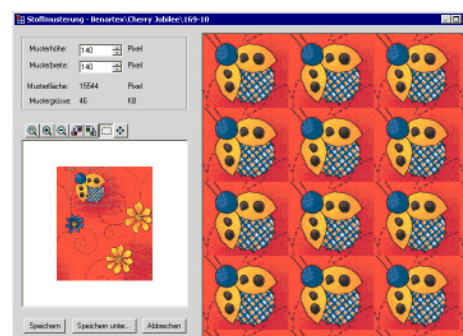 Stoffmusterung - Benartex\Cherry Jubilee\169-10
Musterhöhe: 140 Pixel
Musterbreite: 140 Pixel
Musterfläche: 15544 Pixel
Mustergrösse: 46 KB
Speichern Speichern unter... Abbrechen